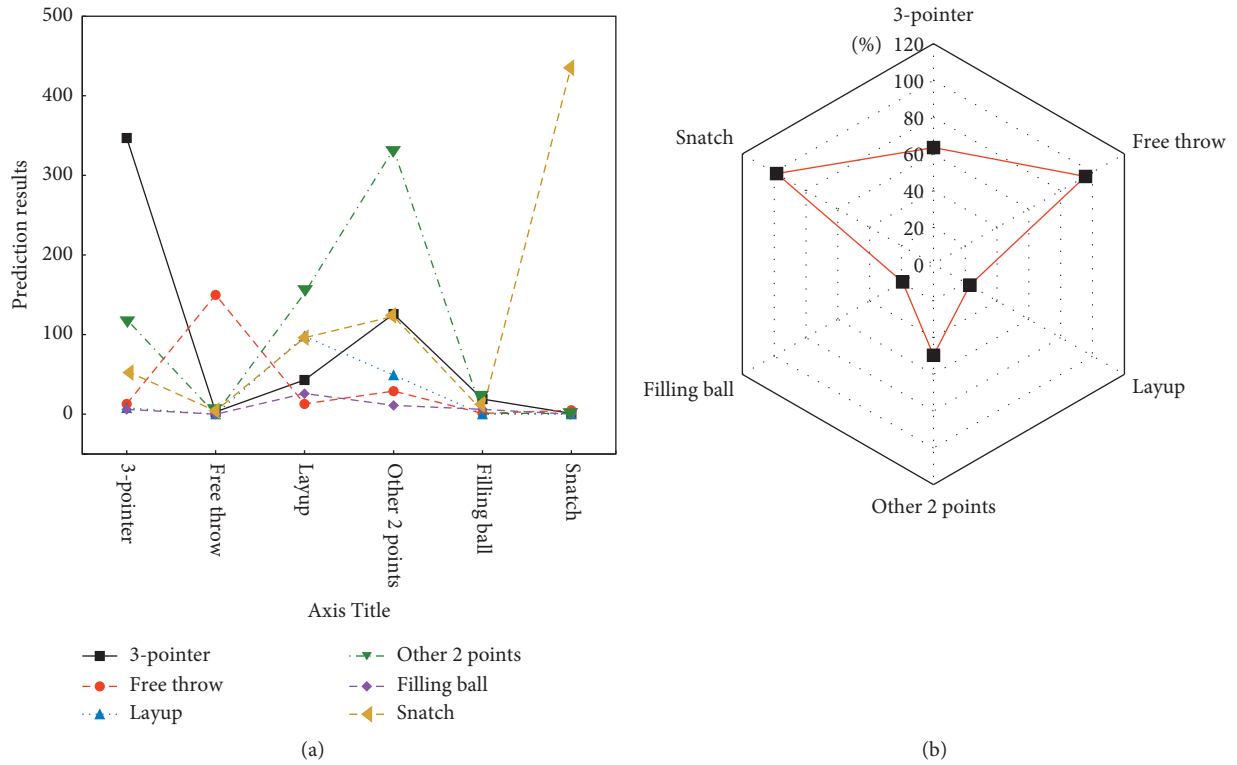 500
400
300
200
100
0
Prediction results
3-pointer
Free throw
Layup
Other 2 points
Filling ball
Snatch
Axis Title
3-pointer
Free throw
Layup
Other 2 points
Filling ball
Snatch
(a)
3-pointer
(%) 120
100
80
60
40
20
0
Snatch
Free throw
Filling ball
Layup
Other 2 points
(b)